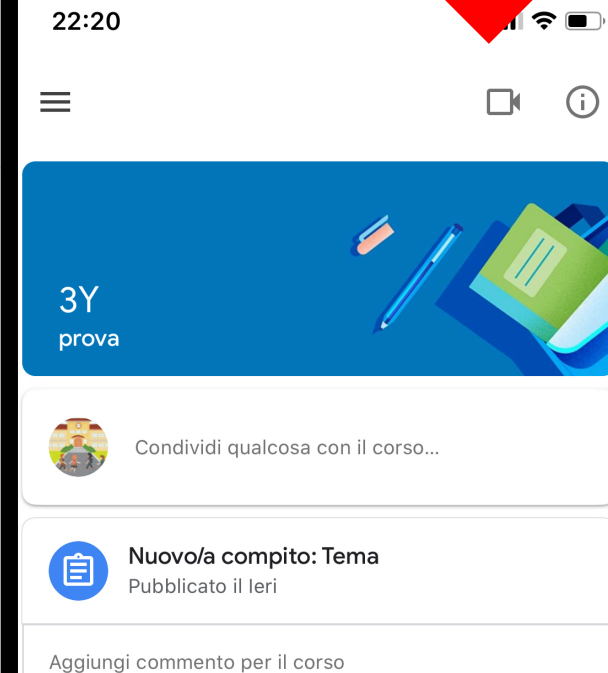 22:20
3Y
prova
Condividi qualcosa con il corso...
Nuovo/a compito: Tema
Pubblicato il Ieri
Aggiungi commento per il corso